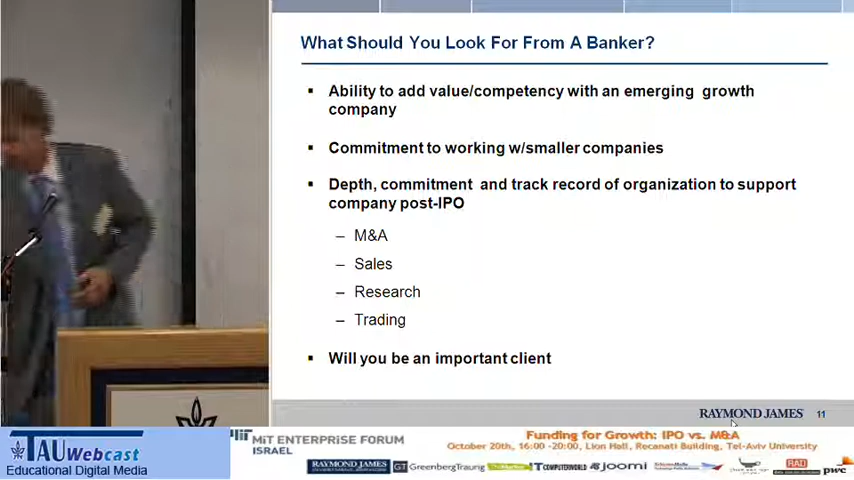 What Should You Look For From A Banker?
▪ Ability to add value/competency with an emerging growth
company
▪ Commitment to working w/smaller companies
▪ Depth, commitment and track record of organization to support
company post-IPO
– M&A
– Sales
– Research
– Trading
▪ Will you be an important client
RAYMOND JAMES 11
TAU Webcast
Educational Digital Media
MIT ENTERPRISE FORUM
ISRAEL
Funding for Growth: IPO vs. M&A
October 20th, 16:00 -20:00, Lion Hall, Recanati Building, Tel-Aviv University
RAYMOND JAMES
GT GreenbergTraurig
COMPUTERWORLD
Joomi
RAD
pwc